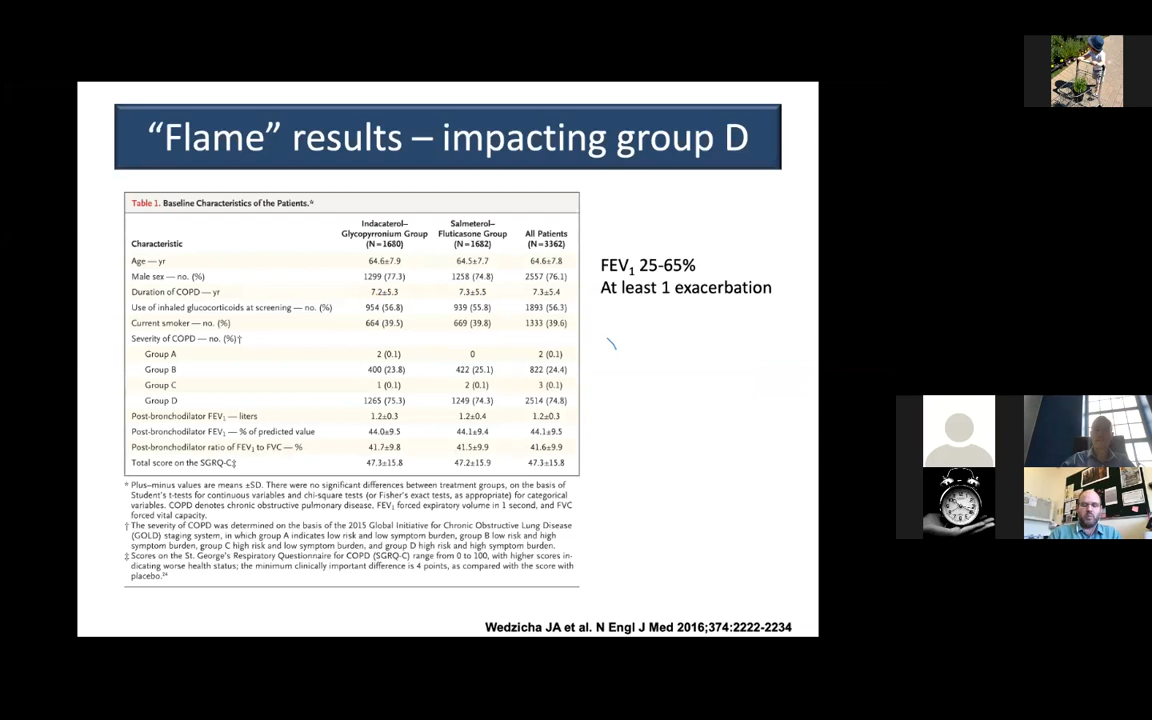 “Flame” results – impacting group D
Table 1. Baseline Characteristics of the Patients.*
Characteristic Indacaterol– Glycopyrronium Group (N=1680) Salmeterol– Fluticasone Group (N=1682) All Patients (N=3362)
Age — yr 64.6±7.9 64.5±7.7 64.6±7.8
Male sex — no. (%) 1299 (77.3) 1258 (74.8) 2557 (76.1)
Duration of COPD — yr 7.2±5.3 7.3±5.5 7.3±5.4
Use of inhaled glucocorticoids at screening — no. (%) 954 (56.8) 939 (55.8) 1893 (56.3)
Current smoker — no. (%) 664 (39.5) 669 (39.8) 1333 (39.6)
Severity of COPD — no. (%)†
Group A 2 (0.1) 0 2 (0.1)
Group B 400 (23.8) 422 (25.1) 822 (24.4)
Group C 1 (0.1) 2 (0.1) 3 (0.1)
Group D 1265 (75.3) 1249 (74.3) 2514 (74.8)
Post-bronchodilator FEV₁ — liters 1.2±0.3 1.2±0.4 1.2±0.3
Post-bronchodilator FEV₁ — % of predicted value 44.0±9.5 44.1±9.4 44.1±9.5
Post-bronchodilator ratio of FEV₁ to FVC — % 41.7±9.8 41.5±9.9 41.6±9.9
Total score on the SGRQ-C‡ 47.3±15.8 47.2±15.9 47.3±15.8
* Plus–minus values are means ±SD. There were no significant differences between treatment groups, on the basis of
Student's t-tests for continuous variables and chi-square tests (or Fisher's exact tests, as appropriate) for categorical
variables. COPD denotes chronic obstructive pulmonary disease. FEV₁ forced expiratory volume in 1 second, and FVC
forced vital capacity.
† The severity of COPD was determined on the basis of the 2015 Global Initiative for Chronic Obstructive Lung Disease
(GOLD) staging system, in which group A indicates low risk and low symptom burden, group B low risk and high
symptom burden, group C high risk and low symptom burden, and group D high risk and high symptom burden.
‡ Scores on the St. George's Respiratory Questionnaire for COPD (SGRQ-C) range from 0 to 100, with higher scores in-
dicating worse health status; the minimum clinically important difference is 4 points, as compared with the score with
placebo.²⁴
FEV₁ 25-65%
At least 1 exacerbation
Wedzicha JA et al. N Engl J Med 2016;374:2222-2234